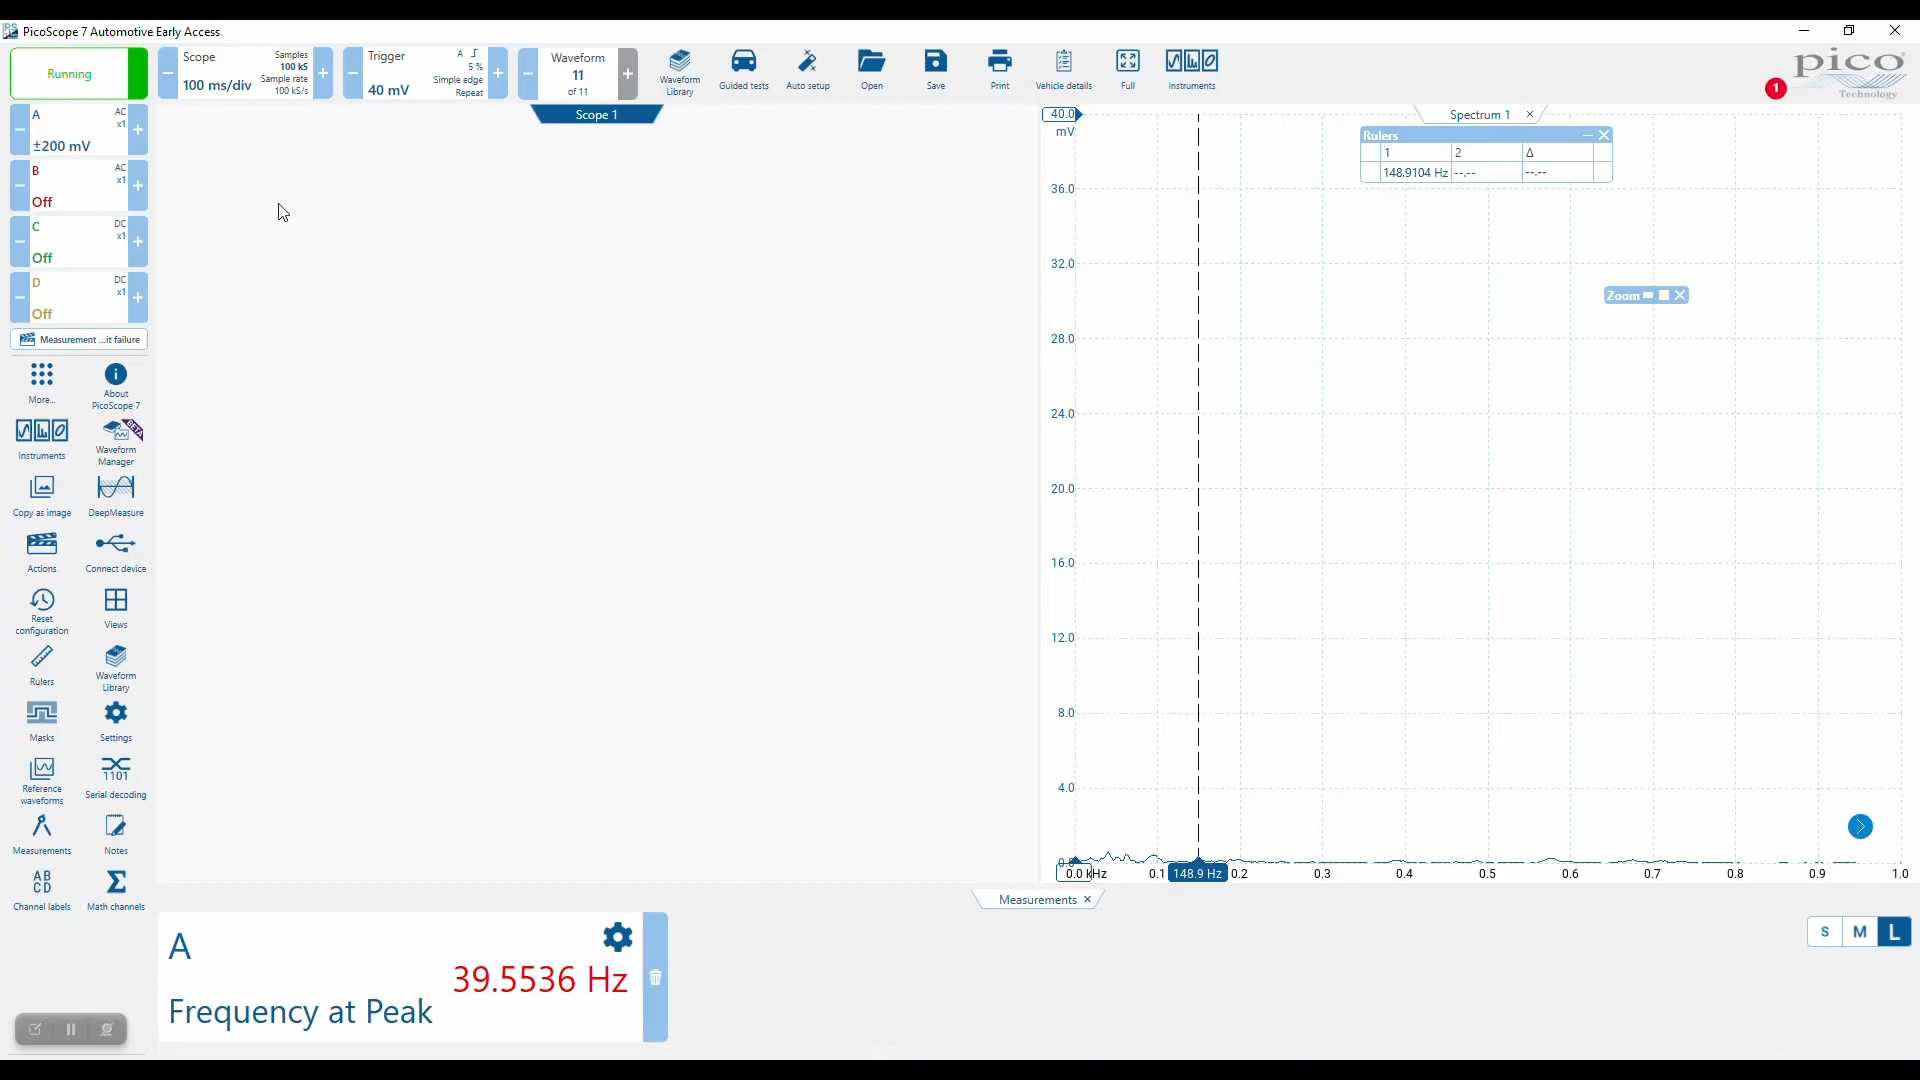 PicoScope 7 Automotive Early Access
Running
Scope
100 ms/div
Samples
100 kS
Sample rate
100 kS/s
Trigger
40 mV
A
5 %
Simple edge
Repeat
Waveform
11
of 11
Waveform
Library
Guided tests
Auto setup
Open
Save
Print
Vehicle details
Full
Instruments
1
pico
Technology
A
AC
x1
±200 mV
B
AC
x1
Off
C
DC
x1
Off
D
DC
x1
Off
Measurement ...it failure
More...
About
PicoScope 7
Instruments
BETA
Waveform
Manager
Copy as image
DeepMeasure
Actions
Connect device
Reset
configuration
Views
Rulers
Waveform
Library
Masks
Settings
Reference
waveforms
1101
Serial decoding
Measurements
Notes
A B
C D
Channel labels
Math channels
Scope 1
Spectrum 1
Rulers
1 2 Δ
148.9104 Hz --.-- --.--
Zoom
40.0
mV
36.0
32.0
28.0
24.0
20.0
16.0
12.0
8.0
4.0
0.0
0.0 kHz 0.1 148.9 Hz 0.2 0.3 0.4 0.5 0.6 0.7 0.8 0.9 1.0
Measurements
A
39.5536 Hz
Frequency at Peak
S M L